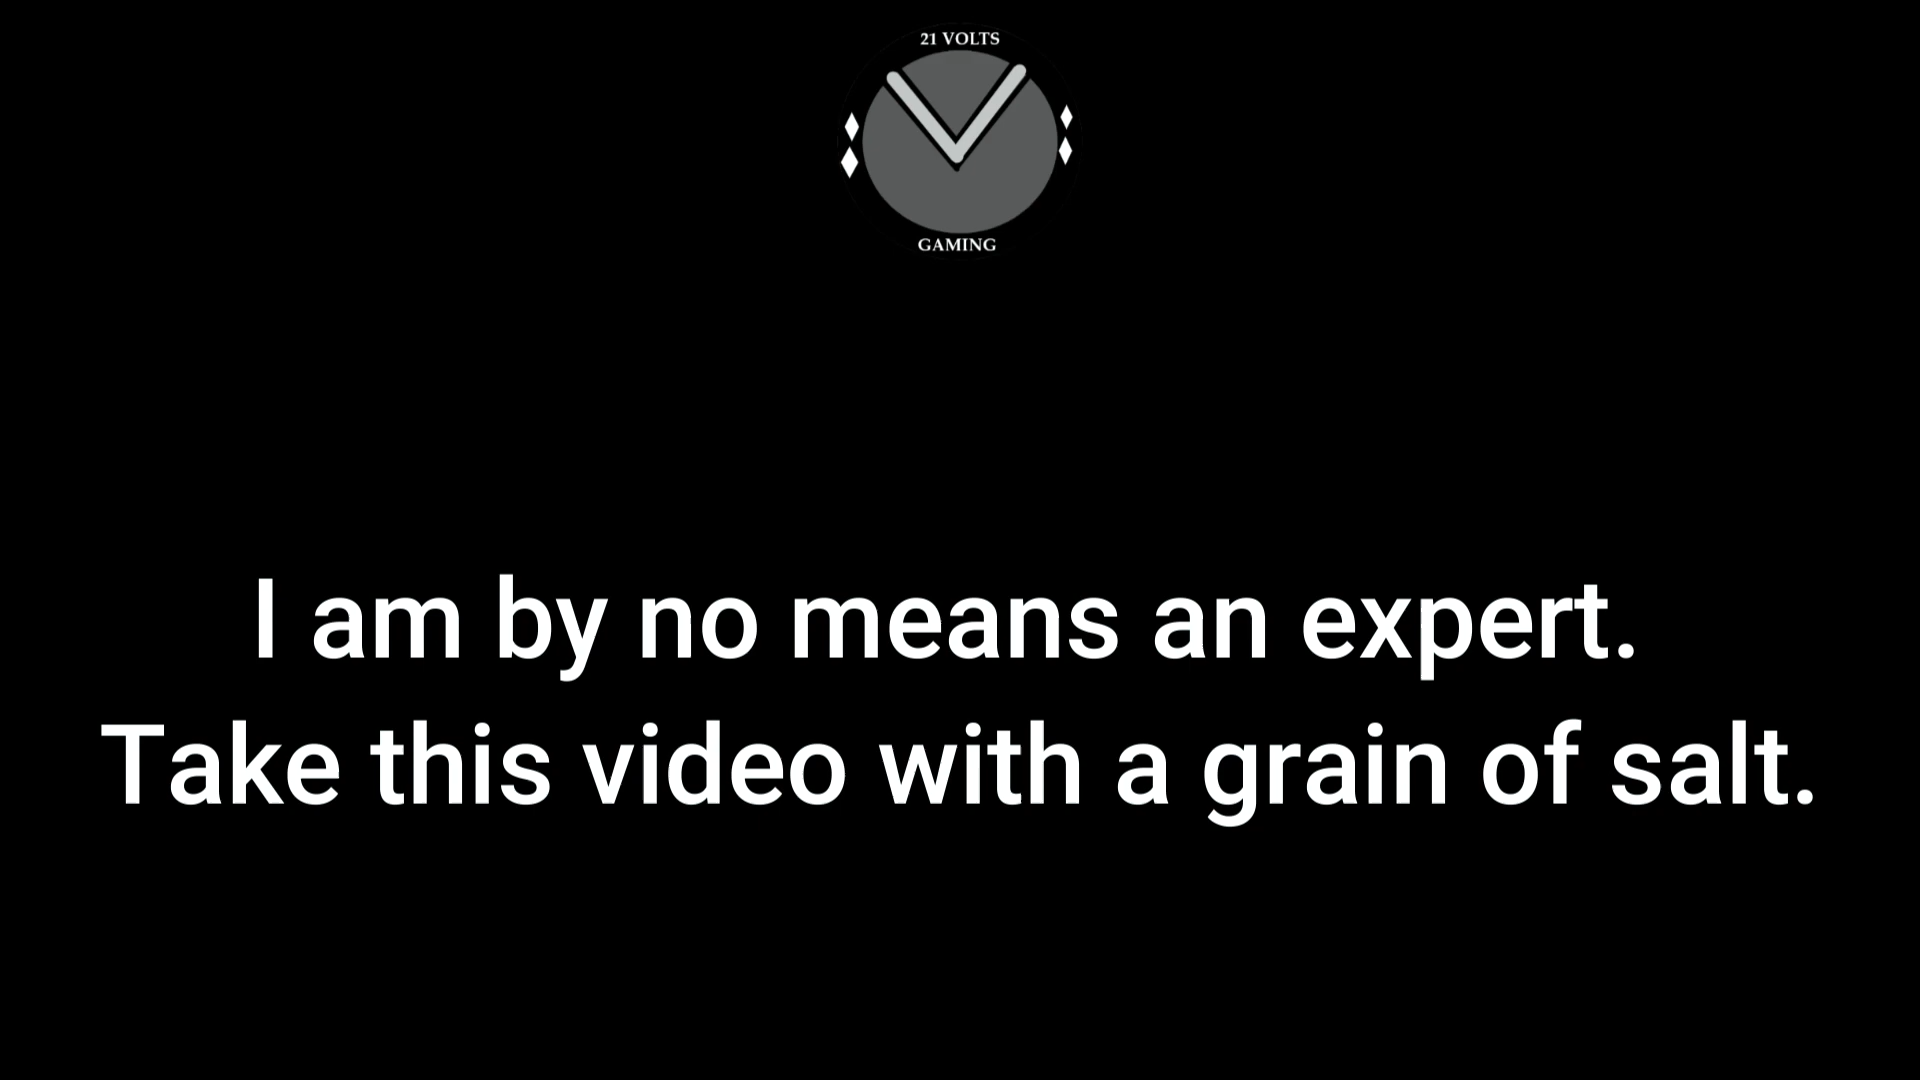 21 VOLTS
GAMING
I am by no means an expert.
Take this video with a grain of salt.